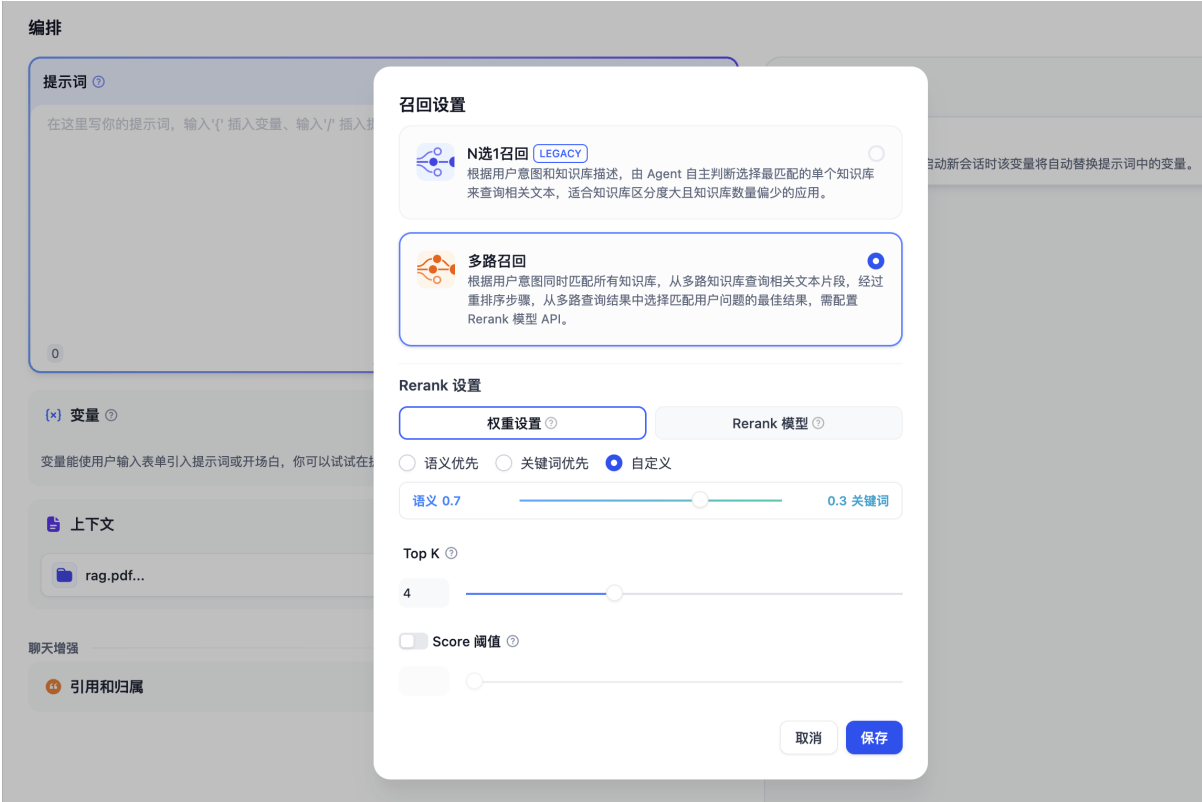 编排
提示词
在这里写你的提示词，输入'{' 插入变量、输入'/' 插入提
0
{x} 变量
变量能使用户输入表单引入提示词或开场白，你可以试试在提
上下文
rag.pdf...
聊天增强
引用和归属
启动新会话时该变量将自动替换提示词中的变量。
召回设置
N选1召回 LEGACY
根据用户意图和知识库描述，由 Agent 自主判断选择最匹配的单个知识库
来查询相关文本，适合知识库区分度大且知识库数量偏少的应用。
多路召回
根据用户意图同时匹配所有知识库，从多路知识库查询相关文本片段，经过
重排序步骤，从多路查询结果中选择匹配用户问题的最佳结果，需配置
Rerank 模型 API。
Rerank 设置
权重设置 Rerank 模型
语义优先 关键词优先 自定义
语义 0.7 0.3 关键词
Top K
4
Score 阈值
取消 保存